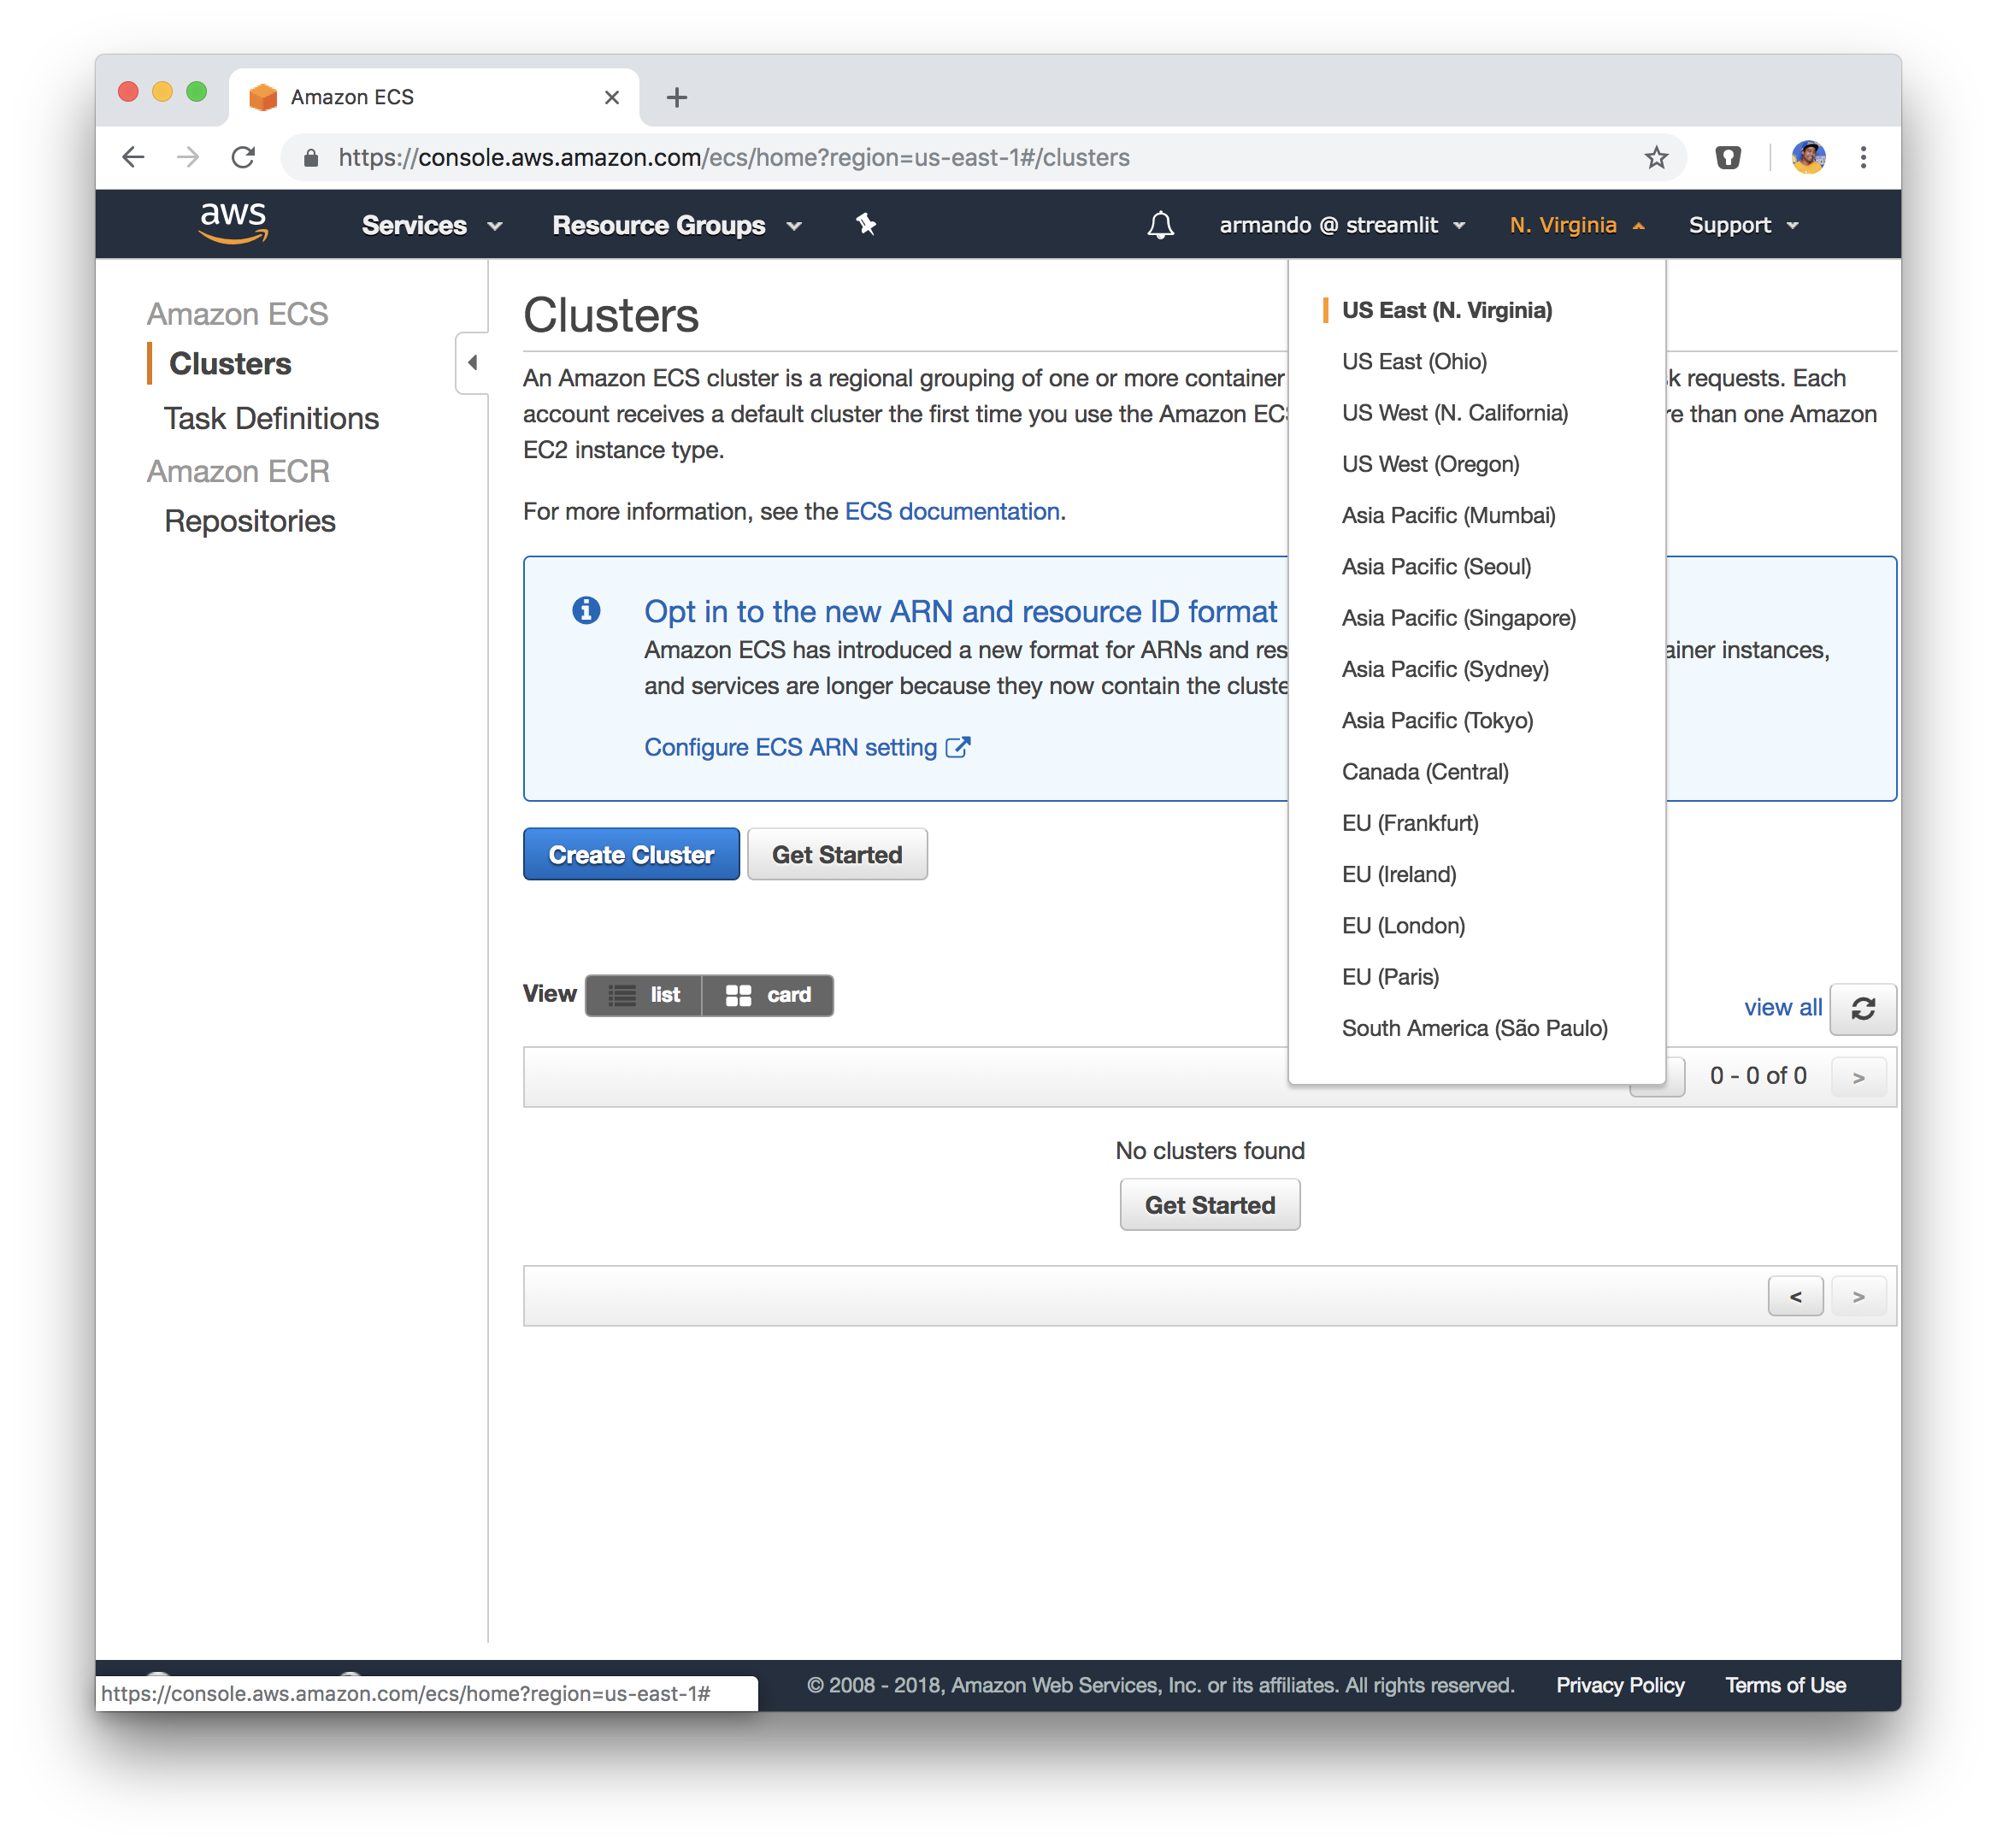 Amazon ECS
https://console.aws.amazon.com/ecs/home?region=us-east-1#/clusters
aws Services Resource Groups armando @ streamlit N. Virginia Support
Amazon ECS
Clusters
Task Definitions
Amazon ECR
Repositories
Clusters
An Amazon ECS cluster is a regional grouping of one or more container
requests. Each
account receives a default cluster the first time you use the Amazon
than one Amazon
EC2 instance type.
For more information, see the ECS documentation.
Opt in to the new ARN and resource ID format
Amazon ECS has introduced a new format for ARNs and
instances,
and services are longer because they now contain the
Configure ECS ARN setting
Create Cluster Get Started
View list card
view all
0 - 0 of 0 >
No clusters found
Get Started
< >
US East (N. Virginia)
US East (Ohio)
US West (N. California)
US West (Oregon)
Asia Pacific (Mumbai)
Asia Pacific (Seoul)
Asia Pacific (Singapore)
Asia Pacific (Sydney)
Asia Pacific (Tokyo)
Canada (Central)
EU (Frankfurt)
EU (Ireland)
EU (London)
EU (Paris)
South America (São Paulo)
https://console.aws.amazon.com/ecs/home?region=us-east-1#
© 2008 - 2018, Amazon Web Services, Inc. or its affiliates. All rights reserved. Privacy Policy Terms of Use